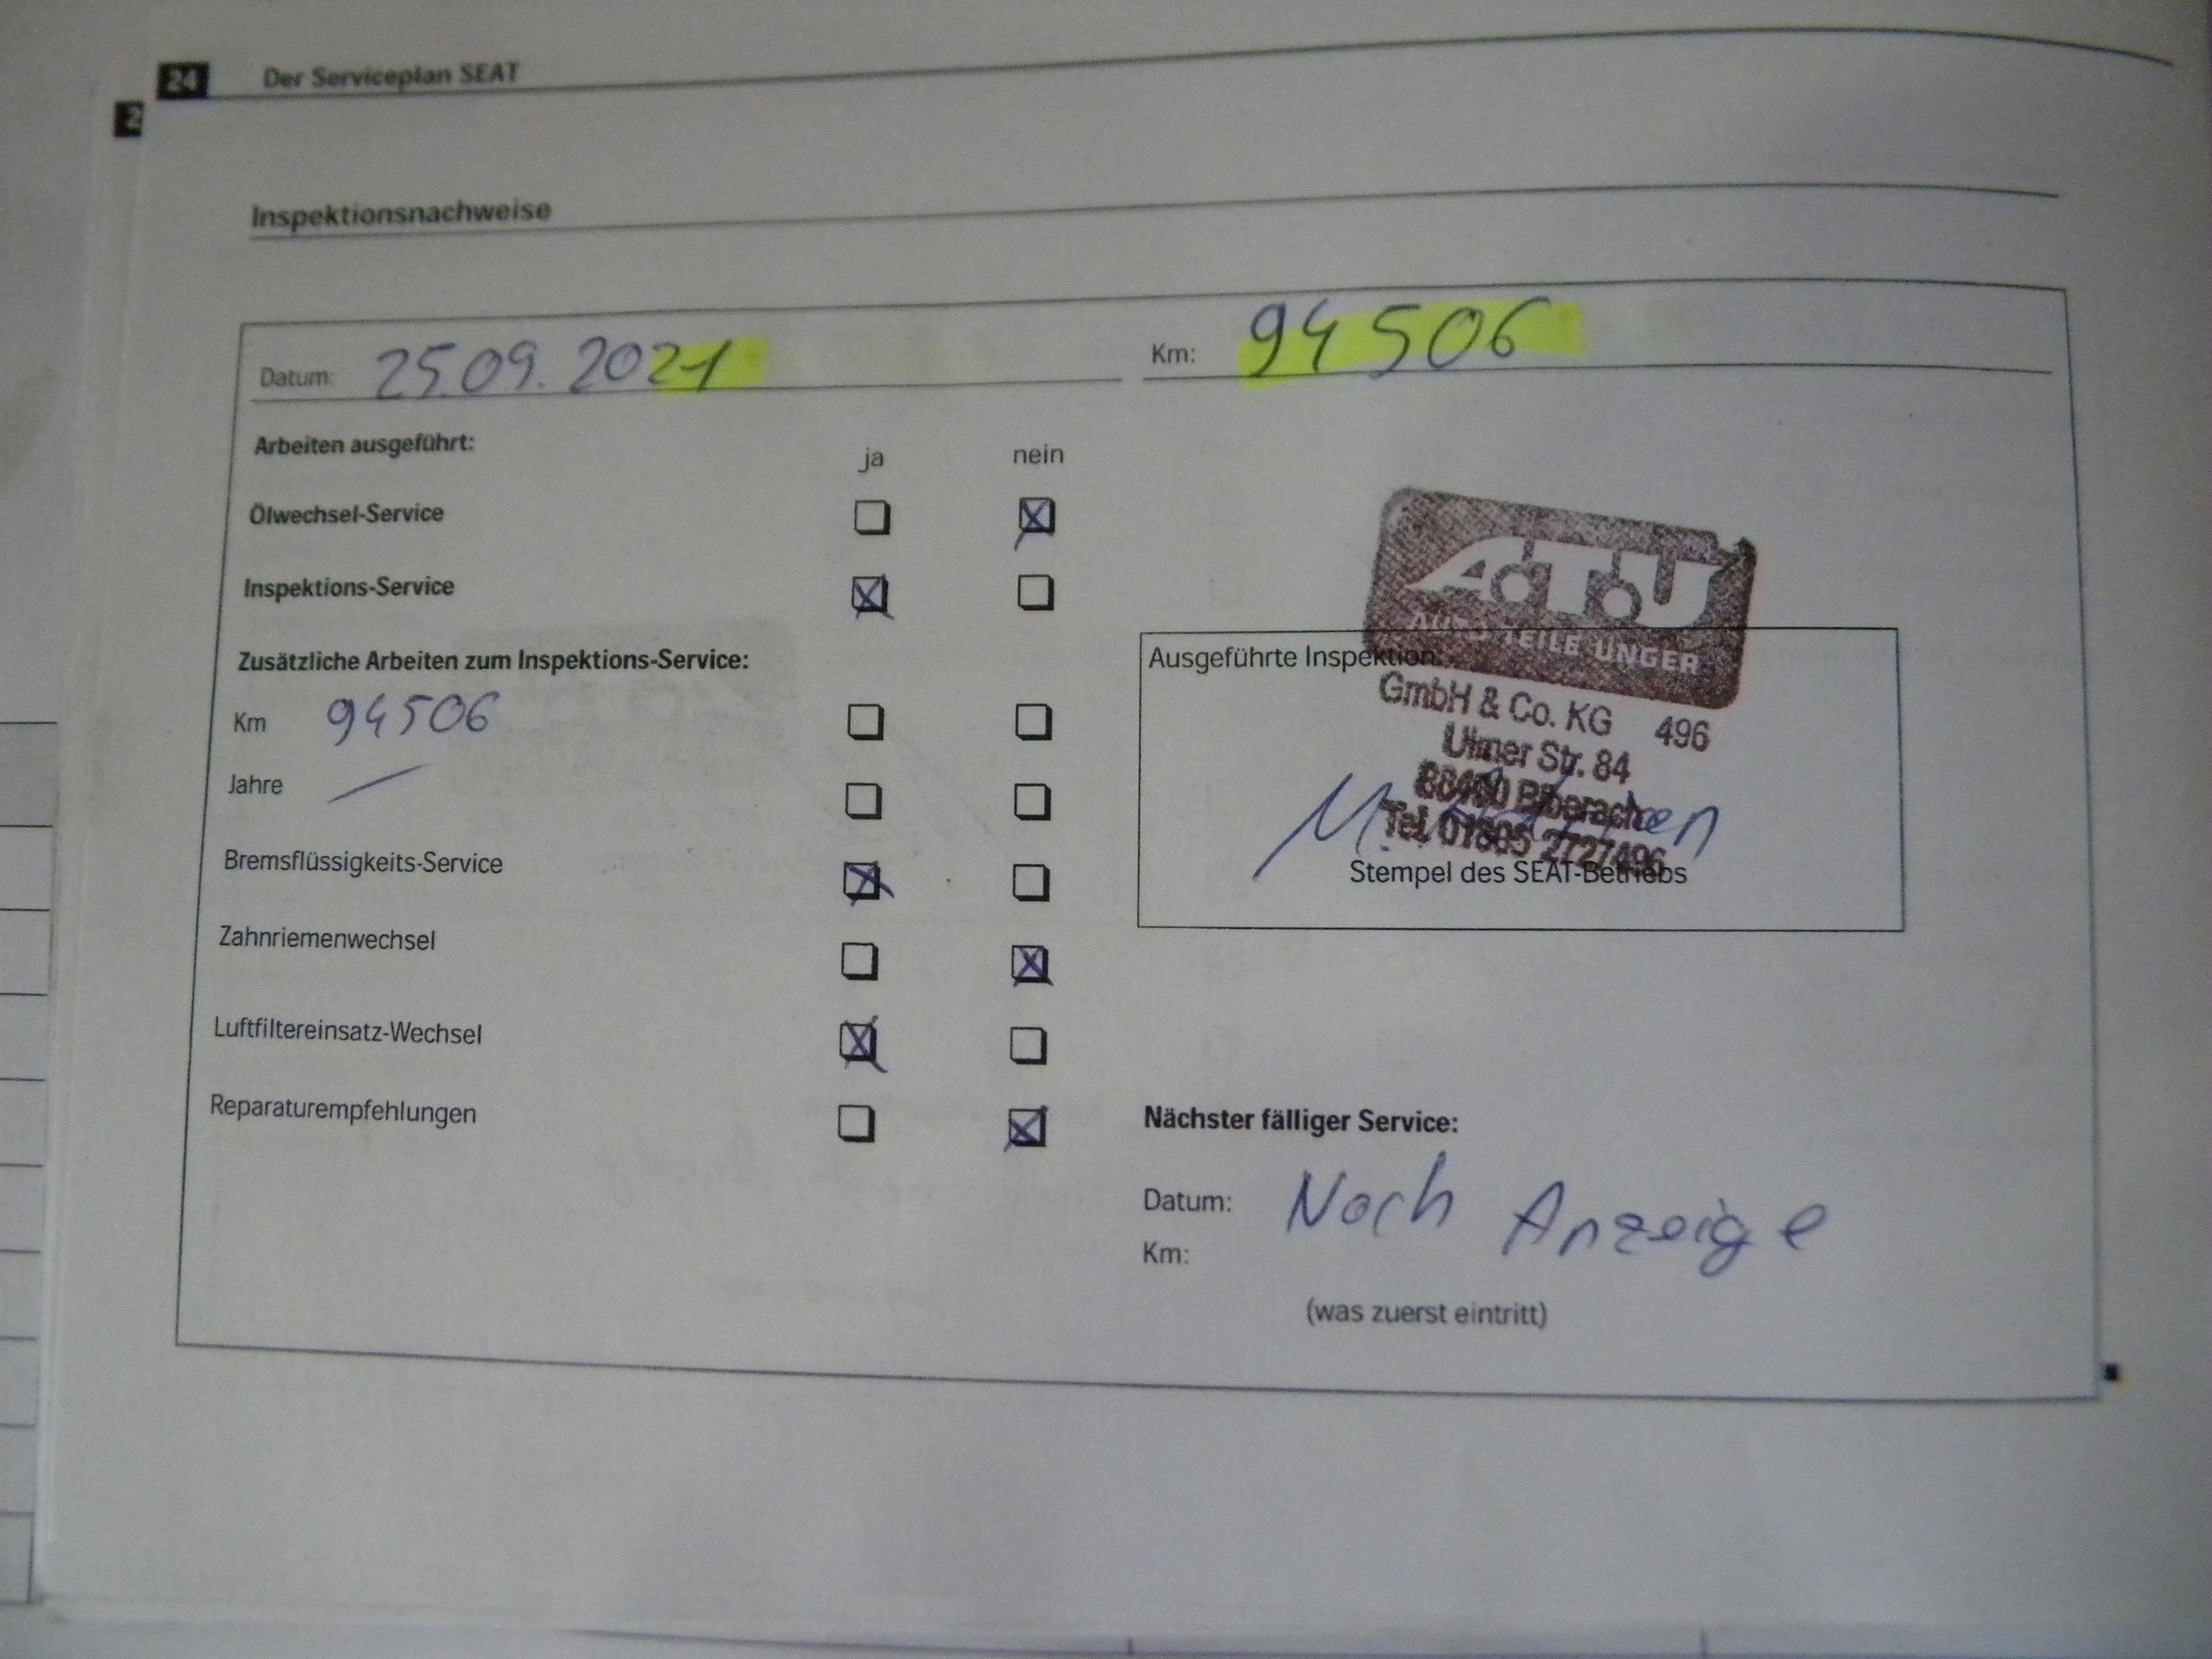 24 Der Serviceplan SEAT
2
Inspektionsnachweise
Datum: 25.09.2021 Km: 94506
Arbeiten ausgeführt: ja nein
Ölwechsel-Service
Inspektions-Service
Zusätzliche Arbeiten zum Inspektions-Service:
Km 94506
Jahre
Bremsflüssigkeits-Service
Zahnriemenwechsel
Luftfiltereinsatz-Wechsel
Reparaturempfehlungen
A.T.U
AUTO TEILE UNGER
Ausgeführte Inspektion:
GmbH & Co. KG 496
Ulmer Str. 84
Biberach
Tel. 01805 2727496
Stempel des SEAT-Betriebs
Nächster fälliger Service:
Datum: Nach Anzeige
Km:
(was zuerst eintritt)